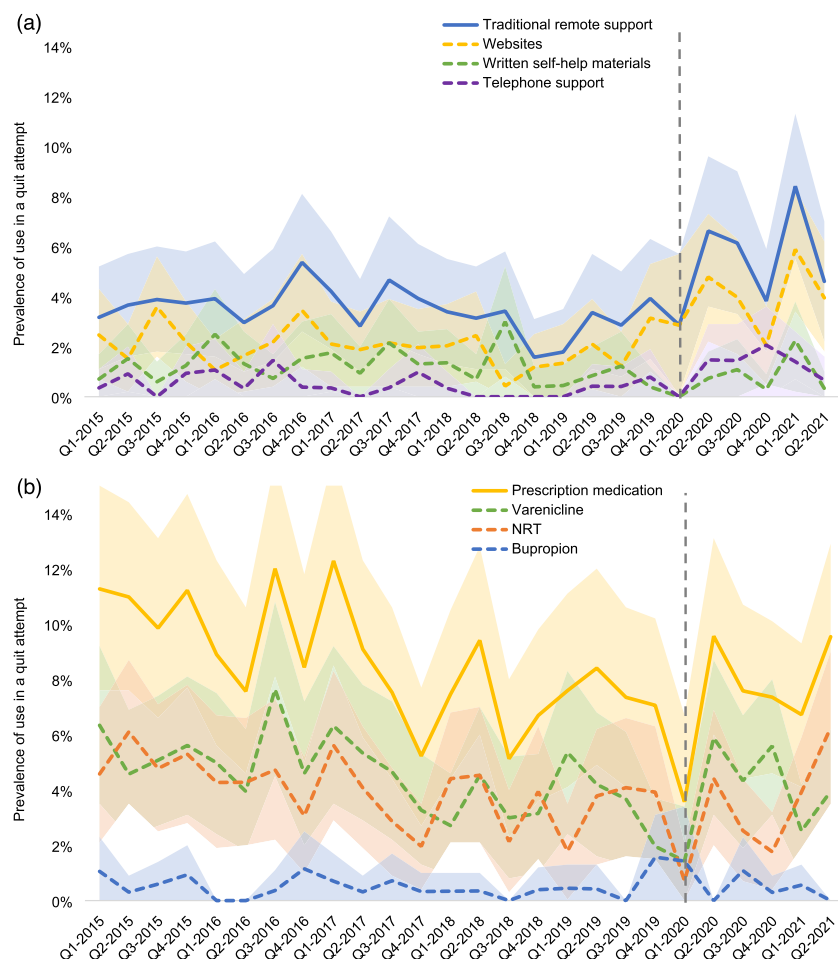 (a)
Traditional remote support
Websites
Written self-help materials
Telephone support
Prevalence of use in a quit attempt
14%
12%
10%
8%
6%
4%
2%
0%
Q1-2015
Q2-2015
Q3-2015
Q4-2015
Q1-2016
Q2-2016
Q3-2016
Q4-2016
Q1-2017
Q2-2017
Q3-2017
Q4-2017
Q1-2018
Q2-2018
Q3-2018
Q4-2018
Q1-2019
Q2-2019
Q3-2019
Q4-2019
Q1-2020
Q2-2020
Q3-2020
Q4-2020
Q1-2021
Q2-2021
(b)
Prescription medication
Varenicline
NRT
Bupropion
Prevalence of use in a quit attempt
14%
12%
10%
8%
6%
4%
2%
0%
Q1-2015
Q2-2015
Q3-2015
Q4-2015
Q1-2016
Q2-2016
Q3-2016
Q4-2016
Q1-2017
Q2-2017
Q3-2017
Q4-2017
Q1-2018
Q2-2018
Q3-2018
Q4-2018
Q1-2019
Q2-2019
Q3-2019
Q4-2019
Q1-2020
Q2-2020
Q3-2020
Q4-2020
Q1-2021
Q2-2021